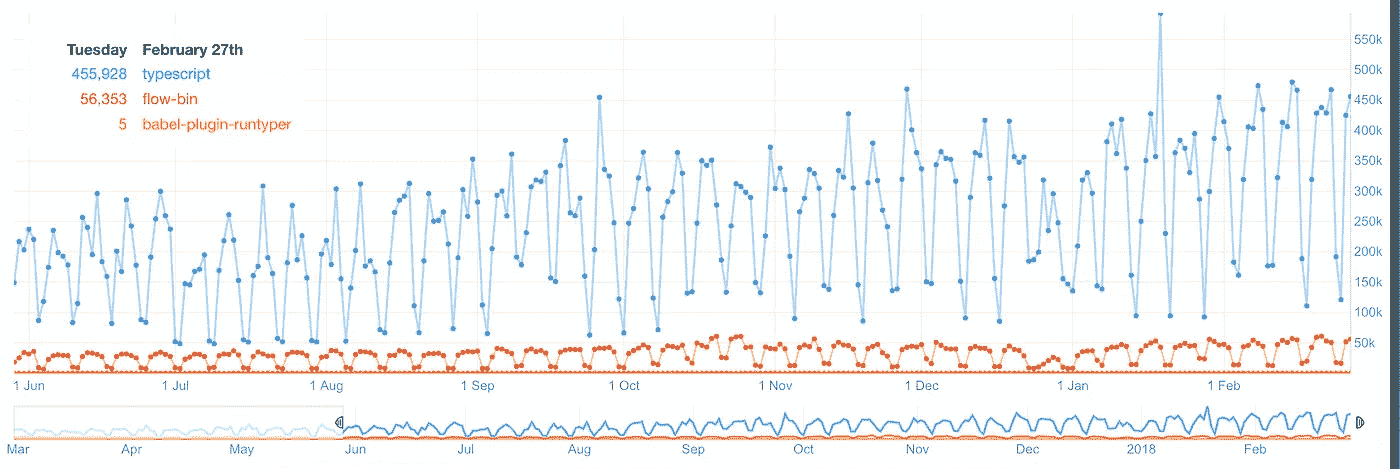 Tuesday February 27th
455,928 typescript
56,353 flow-bin
5 babel-plugin-runtyper
550k
500k
450k
400k
350k
300k
250k
200k
150k
100k
50k
1 Jun 1 Jul 1 Aug 1 Sep 1 Oct 1 Nov 1 Dec 1 Jan 1 Feb
Mar Apr May Jun Jul Aug Sep Oct Nov Dec 2018 Feb